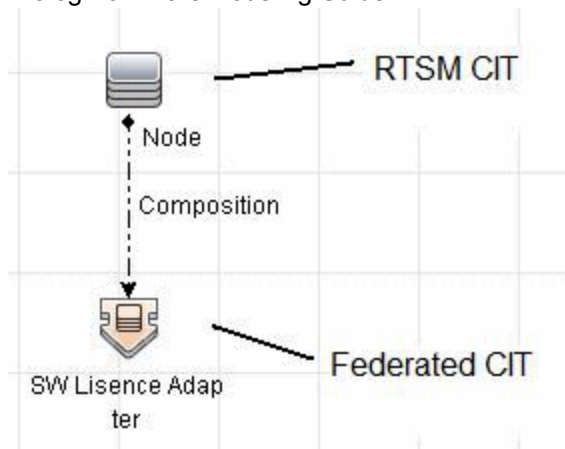 RTSM CIT
Node
Composition
Federated CIT
SW Lisence Adap
ter